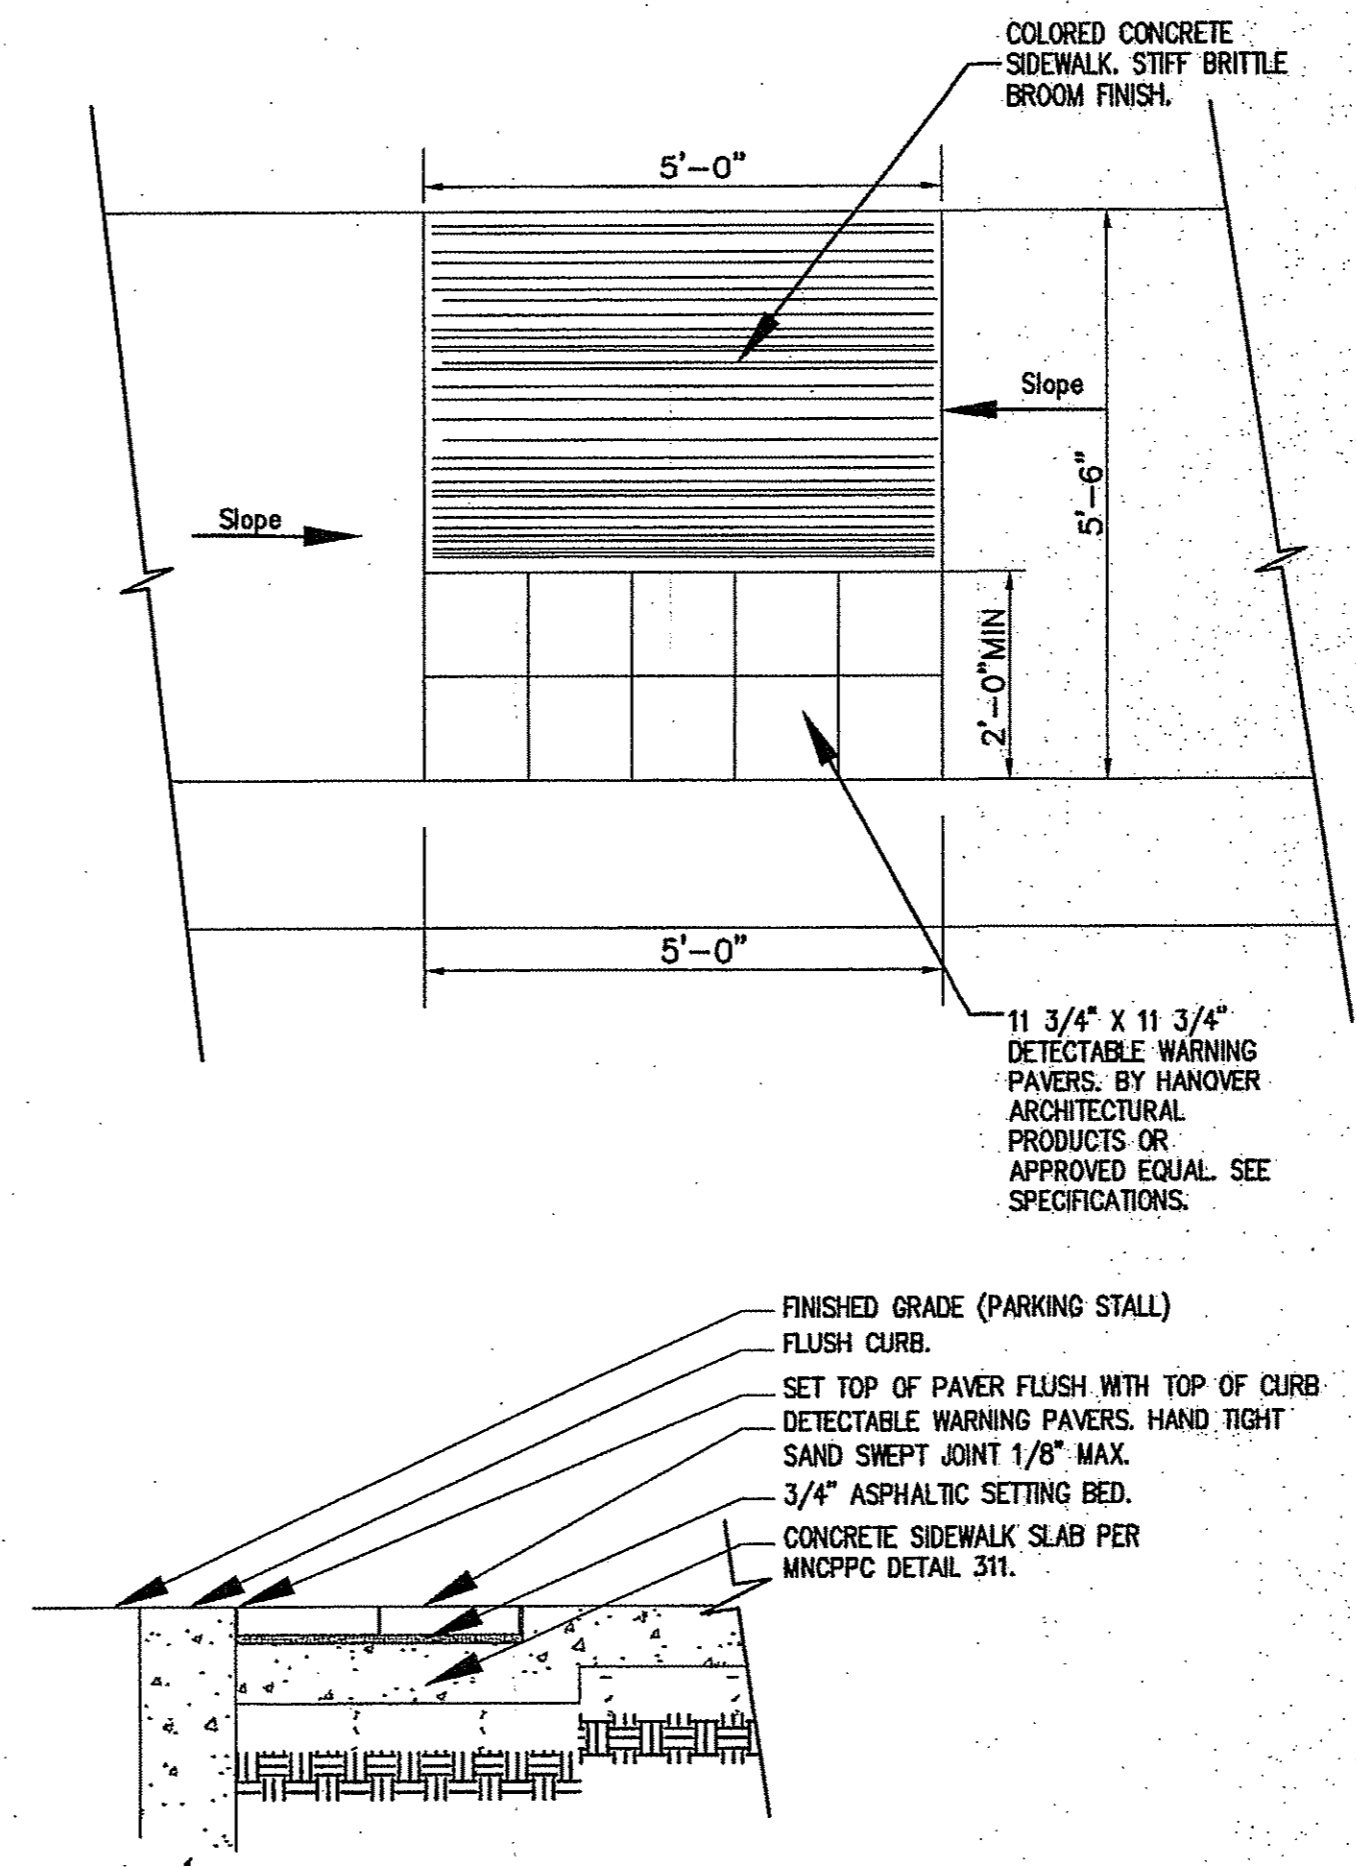 COLORED CONCRETE
SIDEWALK. STIFF BRITTLE
BROOM FINISH.
5'-0"
Slope
5'-6"
Slope
2'-0"MIN
5'-0"
11 3/4" X 11 3/4"
DETECTABLE WARNING
PAVERS. BY HANOVER
ARCHITECTURAL
PRODUCTS OR
APPROVED EQUAL. SEE
SPECIFICATIONS.
FINISHED GRADE (PARKING STALL)
FLUSH CURB.
SET TOP OF PAVER FLUSH WITH TOP OF CURB
DETECTABLE WARNING PAVERS. HAND TIGHT
SAND SWEPT JOINT 1/8" MAX.
3/4" ASPHALTIC SETTING BED.
CONCRETE SIDEWALK SLAB PER
MNCPPC DETAIL 311.